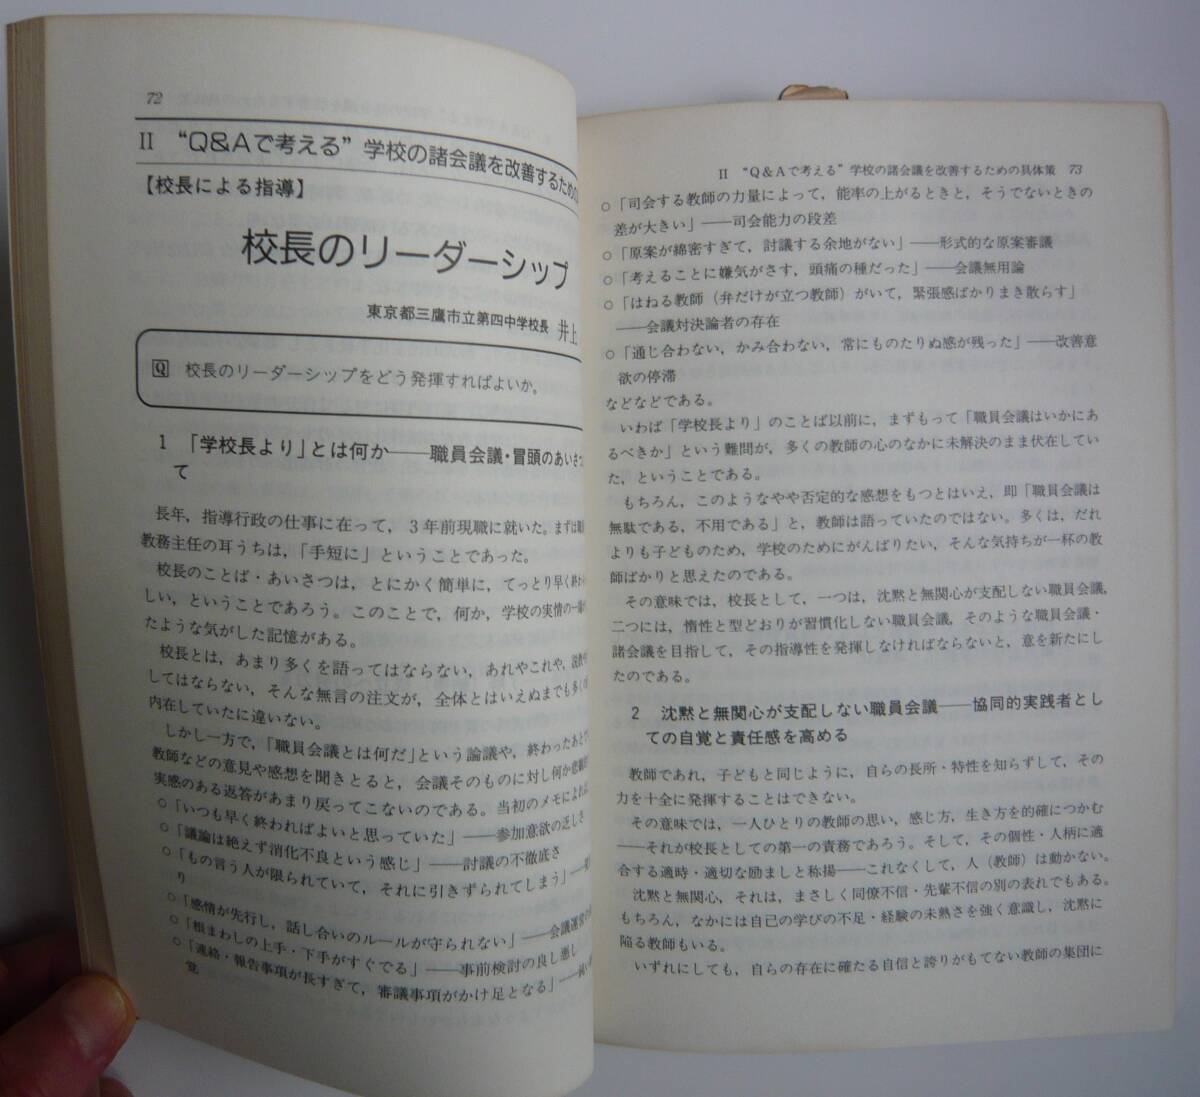 72
II “Q&Aで考える”学校の諸会議を改善するための
【校長による指導】
校長のリーダーシップ
東京都三鷹市立第四中学校長 井上
Q 校長のリーダーシップをどう発揮すればよいか。
1 「学校長より」とは何か――職員会議・冒頭のあいさつ
て
長年，指導行政の仕事に在って，3年前現職に就いた。まずは
教務主任の耳うちは，「手短に」ということであった。
校長のことば・あいさつは，とにかく簡単に，てっとり早く終わ
しい，ということであろう。このことで，何か，学校の実情の一端
たような気がした記憶がある。
校長とは，あまり多くを語ってはならない，あれやこれや，説教
してはならない，そんな無言の注文が，全体とはいえぬまでも多くの
内在していたに違いない。
しかし一方で，「職員会議とは何だ」という論議や，終わったあとで
教師などの意見や感想を聞きとると，会議そのものに対し何か
実感のある返答があまり戻ってこないのである。当初のメモによれば
○「いつも早く終わればよいと思っていた」――参加意欲の乏しさ
○「議論は絶えず消化不良という感じ」――討議の不徹底さ
○「もの言う人が限られていて，それに引きずられてしまう」――
り
○「感情が先行し，話し合いのルールが守られない」――会議運営
○「根まわしの上手・下手がすぐでる」――事前検討の良し悪し
○「連絡・報告事項が長すぎて，審議事項がかけ足となる」――
覚
II “Q&Aで考える”学校の諸会議を改善するための具体策 73
○「司会する教師の力量によって，能率の上がるときと，そうでないときの
差が大きい」――司会能力の段差
○「原案が綿密すぎて，討議する余地がない」――形式的な原案審議
○「考えることに嫌気がさす，頭痛の種だった」――会議無用論
○「はねる教師（弁だけが立つ教師）がいて，緊張感ばかりまき散らす」
――会議対決論者の存在
○「通じ合わない，かみ合わない，常にものたりぬ感が残った」――改善意
欲の停滞
などなどである。
いわば「学校長より」のことば以前に，まずもって「職員会議はいかにあ
るべきか」という難問が，多くの教師の心のなかに未解決のまま伏在してい
た，ということである。
もちろん，このようなやや否定的な感想をもつとはいえ，即「職員会議は
無駄である，不用である」と，教師は語っていたのではない。多くは，だれ
よりも子どものため，学校のためにがんばりたい，そんな気持ちが一杯の教
師ばかりと思えたのである。
その意味では，校長として，一つは，沈黙と無関心が支配しない職員会議，
二つには，惰性と型どおりが習慣化しない職員会議，そのような職員会議・
諸会議を目指して，その指導性を発揮しなければならないと，意を新たにし
たのである。
2 沈黙と無関心が支配しない職員会議――協同的実践者とし
ての自覚と責任感を高める
教師であれ，子どもと同じように，自らの長所・特性を知らずして，その
力を十全に発揮することはできない。
その意味では，一人ひとりの教師の思い，感じ方，生き方を的確につかむ
――それが校長としての第一の責務であろう。そして，その個性・人柄に適
合する適時・適切な励ましと称揚――これなくして，人（教師）は動かない。
沈黙と無関心，それは，まさしく同僚不信・先輩不信の別の表れでもある。
もちろん，なかには自己の学びの不足・経験の未熟さを強く意識し，沈黙に
陥る教師もいる。
いずれにしても，自らの存在に確たる自信と誇りがもてない教師の集団に